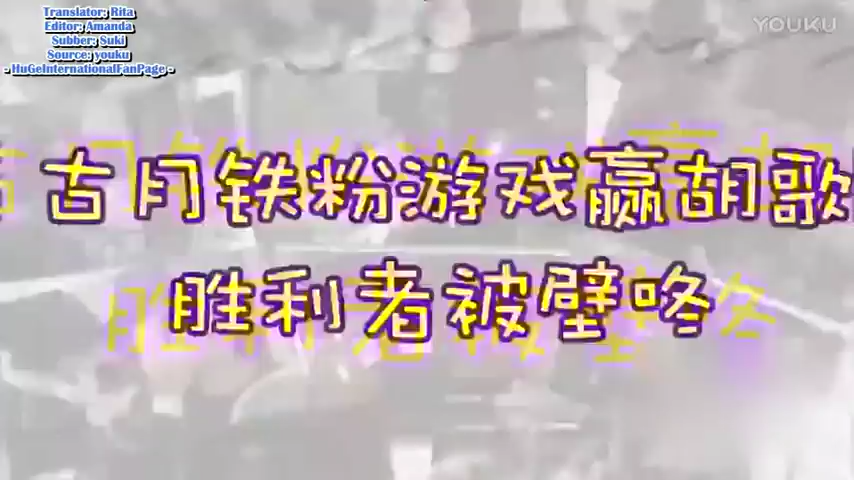 Translator: Rita
Editor: Amanda
Subber: Suki
Source: youku
- HuGeInternationalFanPage -
YOUKU
古月铁粉游戏赢胡歌
胜利者被壁咚